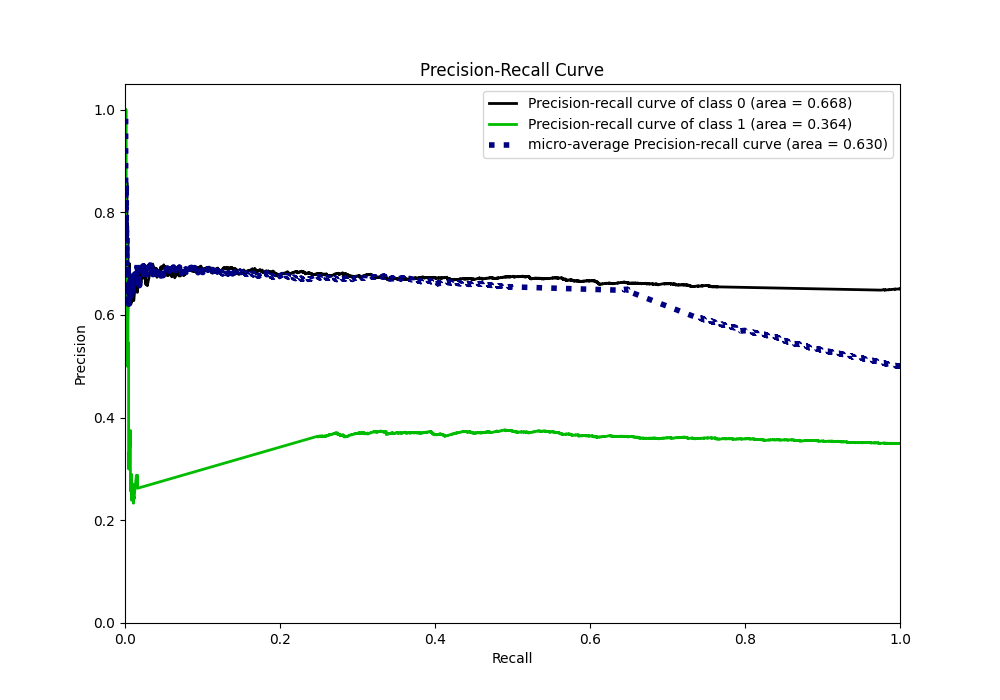 Precision-Recall Curve
Precision-recall curve of class 0 (area = 0.668)
Precision-recall curve of class 1 (area = 0.364)
micro-average Precision-recall curve (area = 0.630)
1.0
0.8
0.6
0.4
0.2
0.0
Precision
0.0 0.2 0.4 0.6 0.8 1.0
Recall